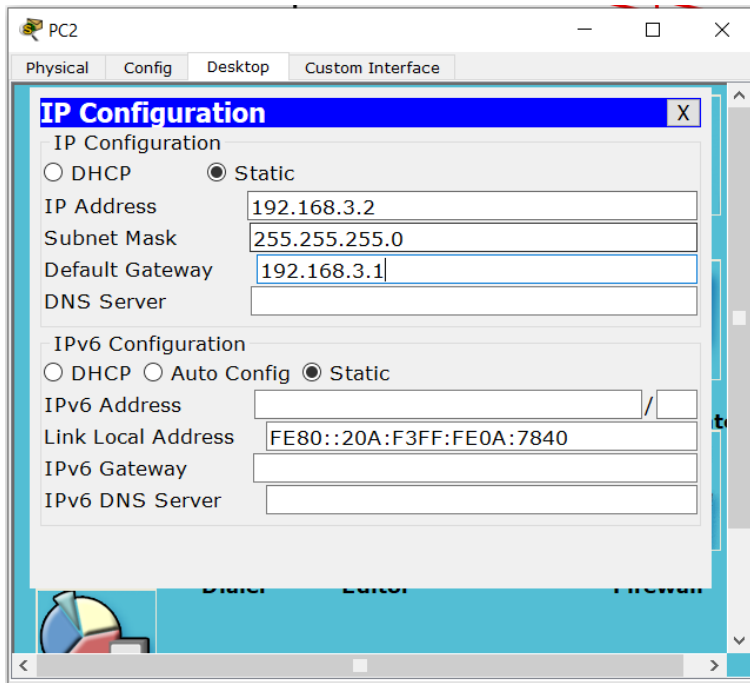 PC2
Physical Config Desktop Custom Interface
IP Configuration X
IP Configuration
DHCP Static
IP Address 192.168.3.2
Subnet Mask 255.255.255.0
Default Gateway 192.168.3.1
DNS Server
IPv6 Configuration
DHCP Auto Config Static
IPv6 Address /
Link Local Address FE80::20A:F3FF:FE0A:7840
IPv6 Gateway
IPv6 DNS Server